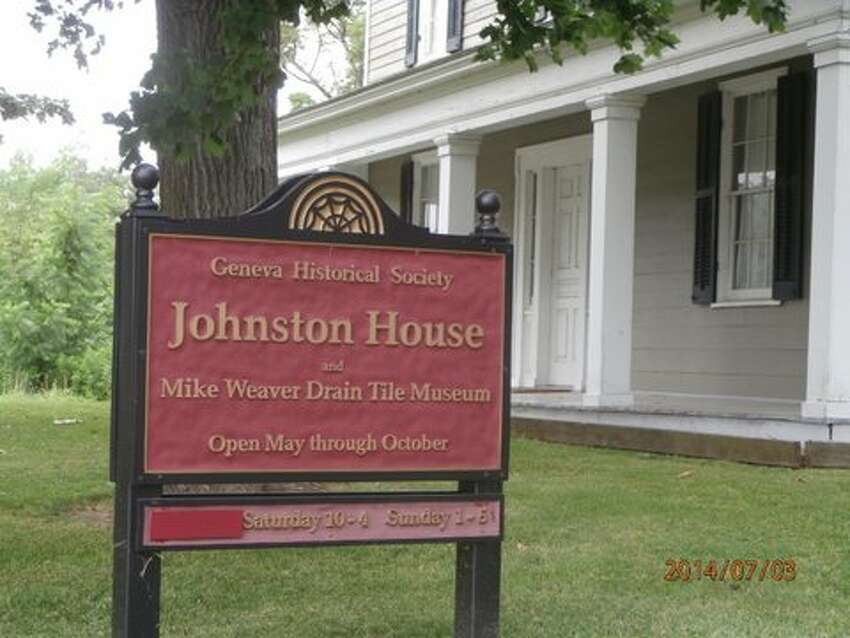 Geneva Historical Society
Johnston House
and
Mike Weaver Drain Tile Museum
Open May through October
Saturday 10-4 Sunday 1-5
2014/07/03